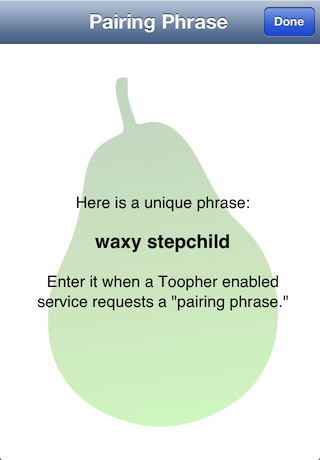 Pairing Phrase
Done
Here is a unique phrase:
waxy stepchild
Enter it when a Toopher enabled
service requests a "pairing phrase."